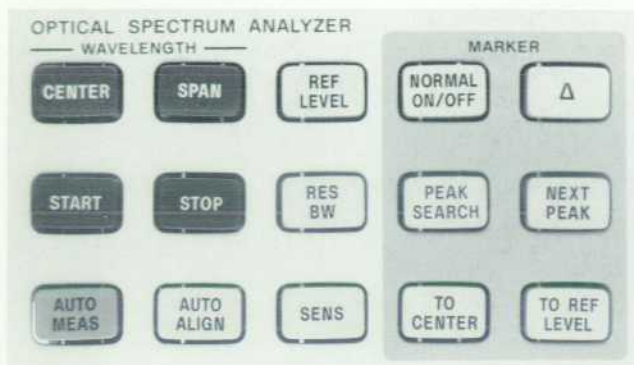 OPTICAL SPECTRUM ANALYZER
WAVELENGTH
CENTER
SPAN
REF
LEVEL
START
STOP
RES
BW
AUTO
MEAS
AUTO
ALIGN
SENS
MARKER
NORMAL
ON/OFF
Δ
PEAK
SEARCH
NEXT
PEAK
TO
CENTER
TO REF
LEVEL